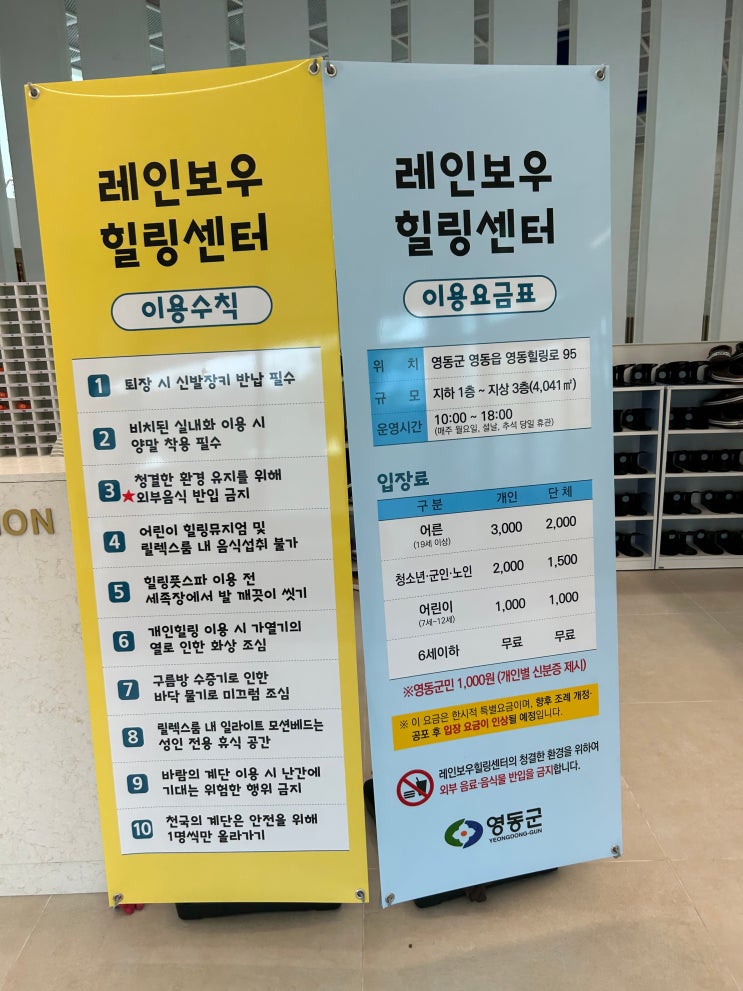 레인보우
힐링센터
이용수칙
1 퇴장 시 신발장키 반납 필수
2 비치된 실내화 이용 시
양말 착용 필수
3 청결한 환경 유지를 위해
★외부음식 반입 금지
4 어린이 힐링뮤지엄 및
릴렉스룸 내 음식섭취 불가
5 힐링풋스파 이용 전
세족장에서 발 깨끗이 씻기
6 개인힐링 이용 시 가열기의
열로 인한 화상 조심
7 구름방 수증기로 인한
바닥 물기로 미끄럼 조심
8 릴렉스룸 내 일라이트 모션베드는
성인 전용 휴식 공간
9 바람의 계단 이용 시 난간에
기대는 위험한 행위 금지
10 천국의 계단은 안전을 위해
1명씩만 올라가기
레인보우
힐링센터
이용요금표
위 치 영동군 영동읍 영동힐링로 95
규 모 지하 1층 ~ 지상 3층(4,041㎡)
운영시간 10:00 ~ 18:00
(매주 월요일, 설날, 추석 당일 휴관)
입장료
구 분 개인 단 체
어른 3,000 2,000
(19세 이상)
청소년·군인·노인 2,000 1,500
어린이 1,000 1,000
(7세~12세)
6세이하 무료 무료
※영동군민 1,000원 (개인별 신분증 제시)
※ 이 요금은 한시적 특별요금이며, 향후 조례 개정·
공포 후 입장 요금이 인상될 예정입니다.
레인보우힐링센터의 청결한 환경을 위하여
외부 음료·음식물 반입을 금지합니다.
영동군
YEONGDONG-GUN
ION